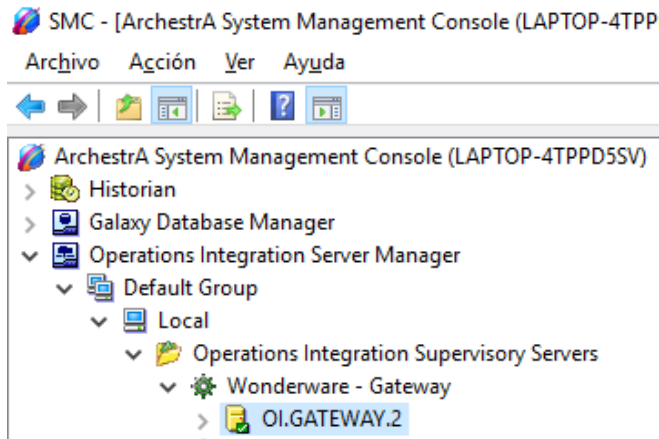 SMC - [ArchestrA System Management Console (LAPTOP-4TPP
Archivo Acción Ver Ayuda
ArchestrA System Management Console (LAPTOP-4TPPD5SV)
Historian
Galaxy Database Manager
Operations Integration Server Manager
Default Group
Local
Operations Integration Supervisory Servers
Wonderware - Gateway
OI.GATEWAY.2